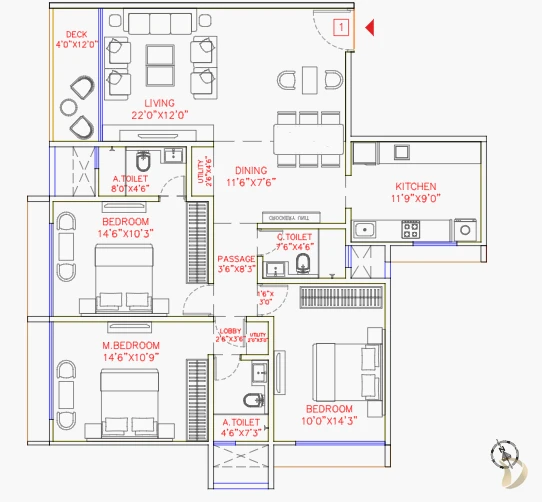 DECK
4'0"X12'0"
1
LIVING
22'0"X12'0"
A.TOILET
8'0"X4'6"
UTILITY
2'6"X4'6"
DINING
11'6"X7'6"
KITCHEN
11'9"X9'0"
BEDROOM
14'6"X10'3"
C.TOILET
7'6"X4'6"
PASSAGE
3'6"X8'3"
3'0"
LOBBY
2'6"X3'6"
UTILITY
M.BEDROOM
14'6"X10'9"
BEDROOM
10'0"X14'3"
A.TOILET
4'6"X7'3"